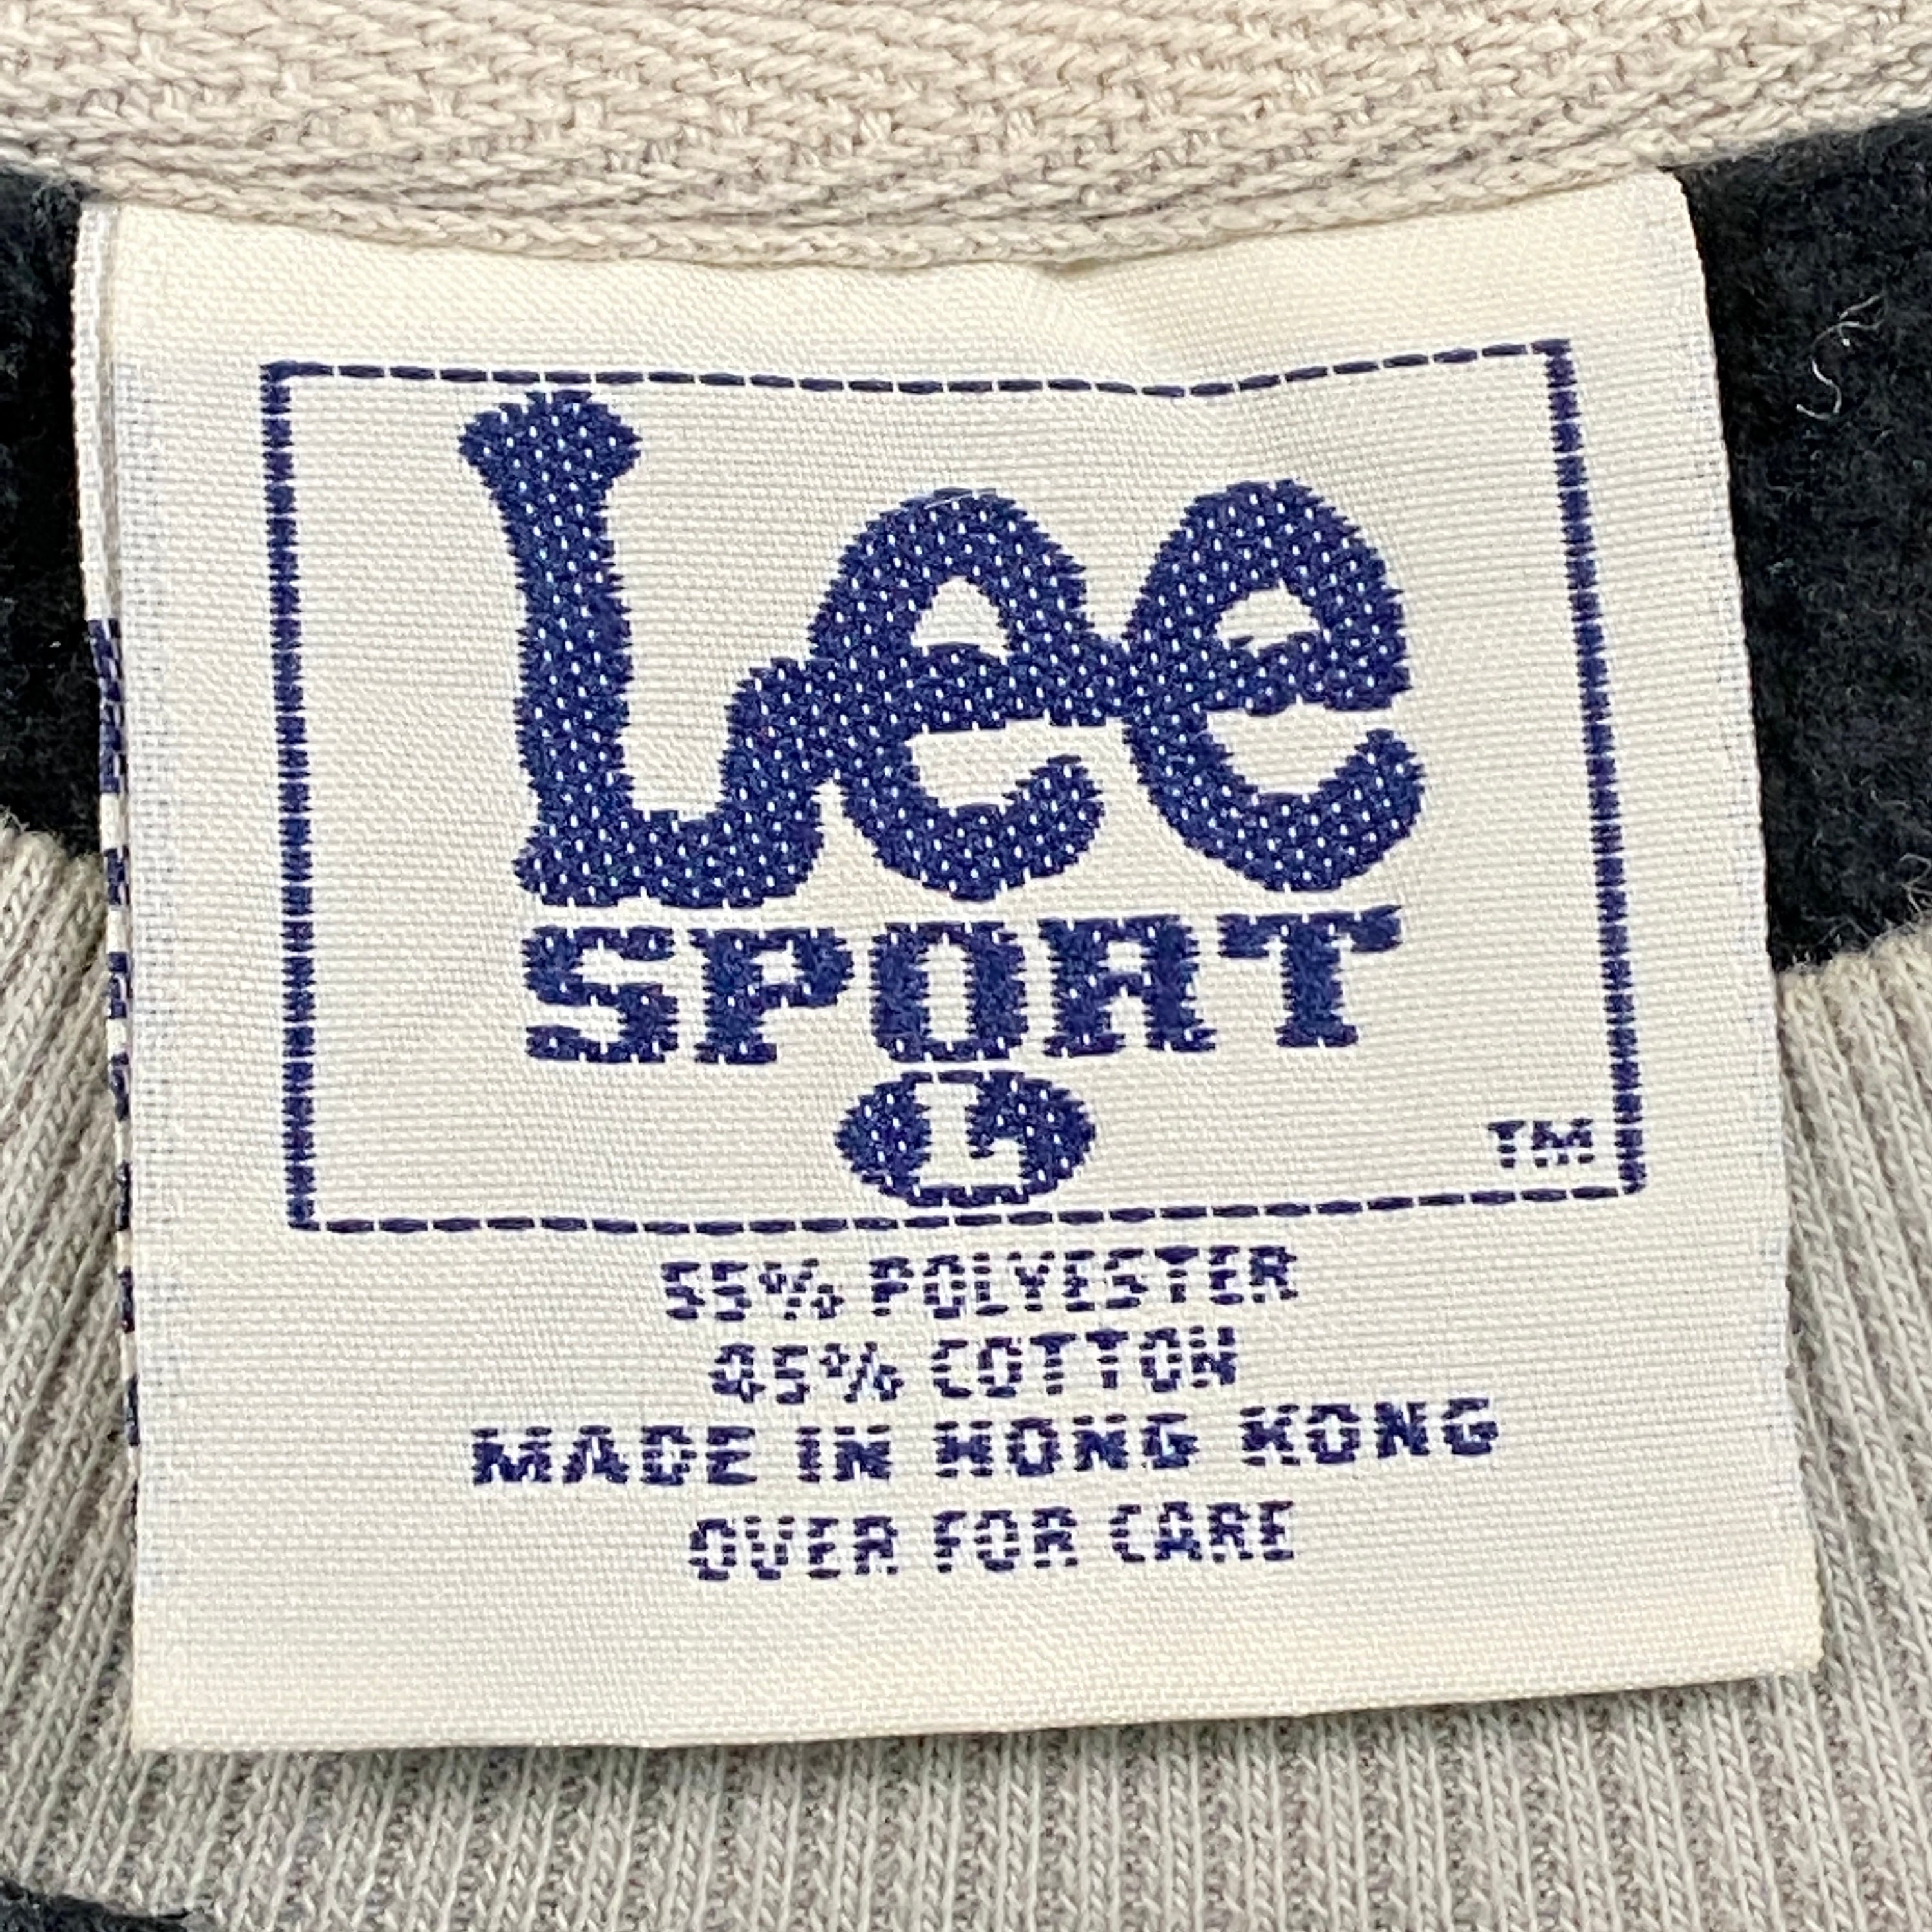 Lee
SPORT
L
TM
55% POLYESTER
45% COTTON
MADE IN HONG KONG
OVER FOR CARE